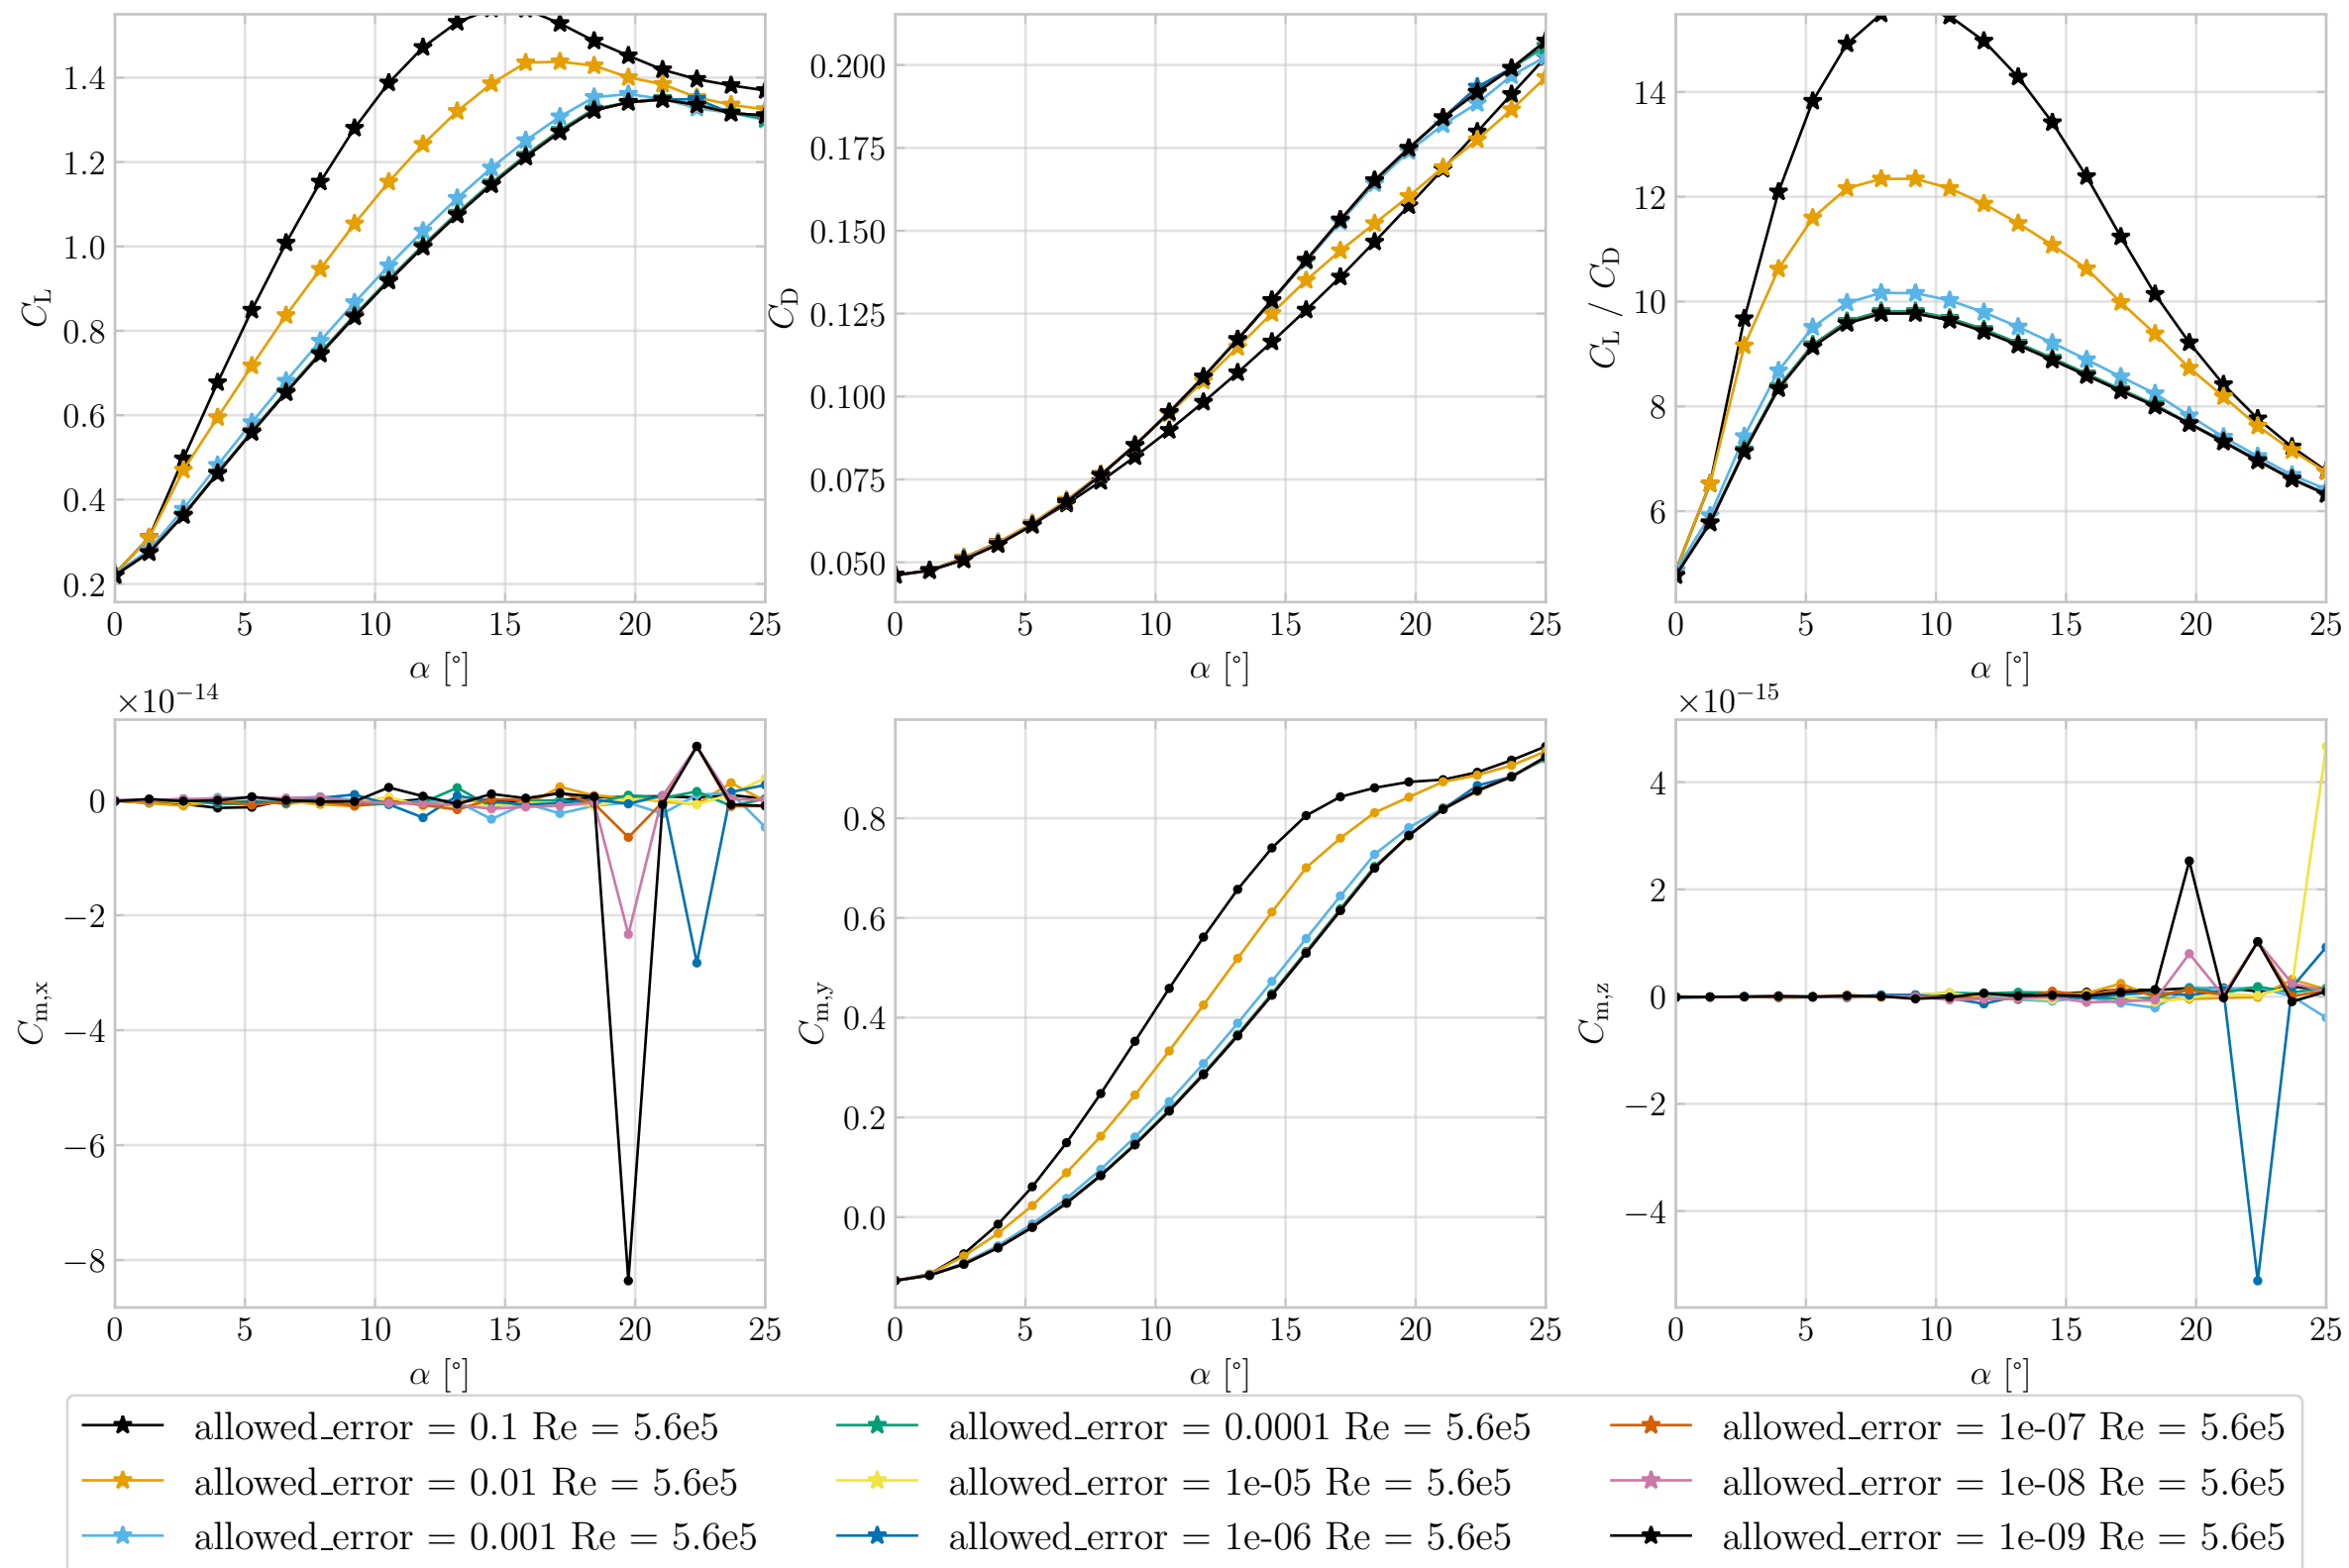 1.4
1.2
1.0
0.8
0.6
0.4
0.2
C_L
0 5 10 15 20 25
α [°]
0.200
0.175
0.150
0.125
0.100
0.075
0.050
C_D
0 5 10 15 20 25
α [°]
14
12
10
8
6
C_L / C_D
0 5 10 15 20 25
α [°]
×10⁻¹⁴
0
−2
−4
−6
−8
C_m,x
0 5 10 15 20 25
α [°]
0.8
0.6
0.4
0.2
0.0
C_m,y
0 5 10 15 20 25
α [°]
×10⁻¹⁵
4
2
0
−2
−4
C_m,z
0 5 10 15 20 25
α [°]
allowed_error = 0.1 Re = 5.6e5
allowed_error = 0.01 Re = 5.6e5
allowed_error = 0.001 Re = 5.6e5
allowed_error = 0.0001 Re = 5.6e5
allowed_error = 1e-05 Re = 5.6e5
allowed_error = 1e-06 Re = 5.6e5
allowed_error = 1e-07 Re = 5.6e5
allowed_error = 1e-08 Re = 5.6e5
allowed_error = 1e-09 Re = 5.6e5